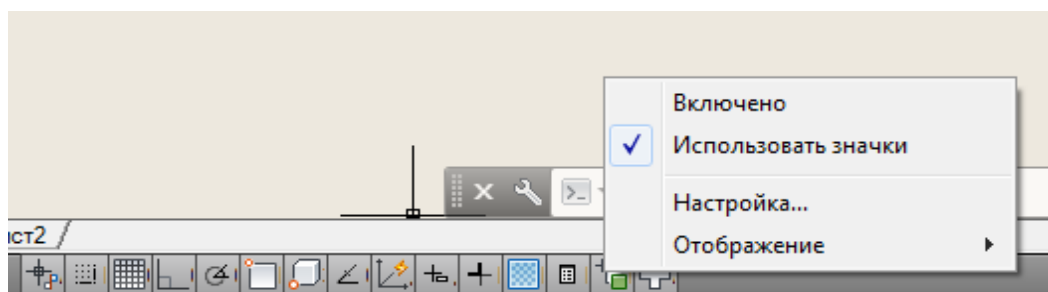 Включено
Использовать значки
Настройка...
Отображение
ст2